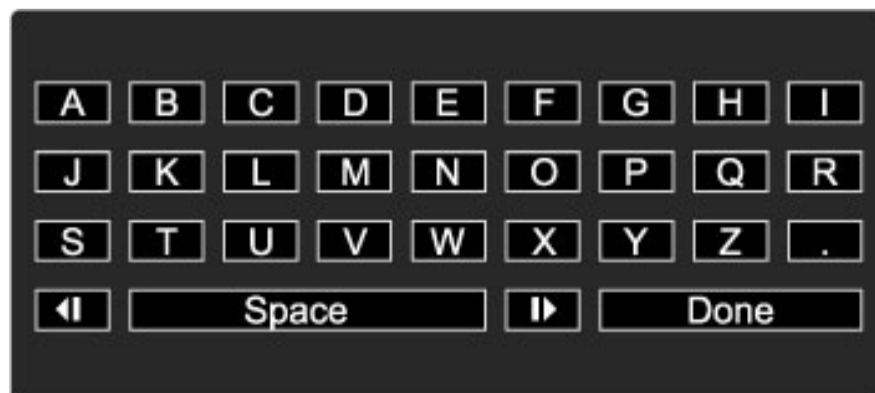 A B C D E F G H I
J K L M N O P Q R
S T U V W X Y Z .
Space Done